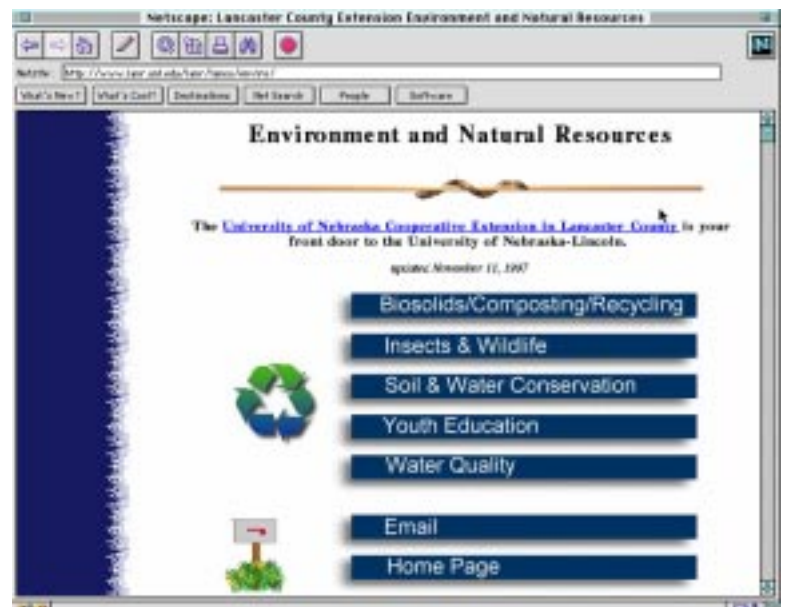 Netscape: Lancaster County Extension Environment and Natural Resources
What's New? What's Cool? Destinations Net Search People Software
Environment and Natural Resources
The University of Nebraska Cooperative Extension in Lancaster County is your
front door to the University of Nebraska-Lincoln.
updated November 11, 1997
Biosolids/Composting/Recycling
Insects & Wildlife
Soil & Water Conservation
Youth Education
Water Quality
Email
Home Page